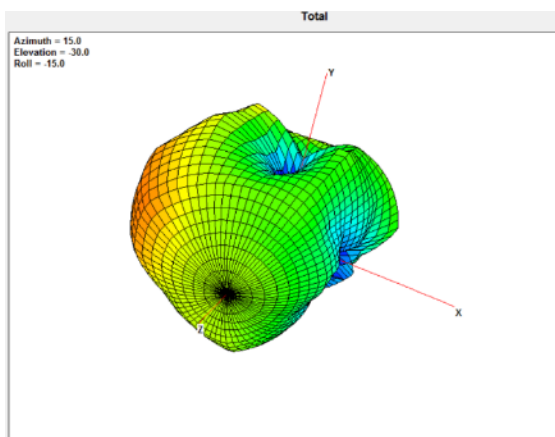 Total
Azimuth = 15.0
Elevation = -30.0
Roll = -15.0
Y
X
Z